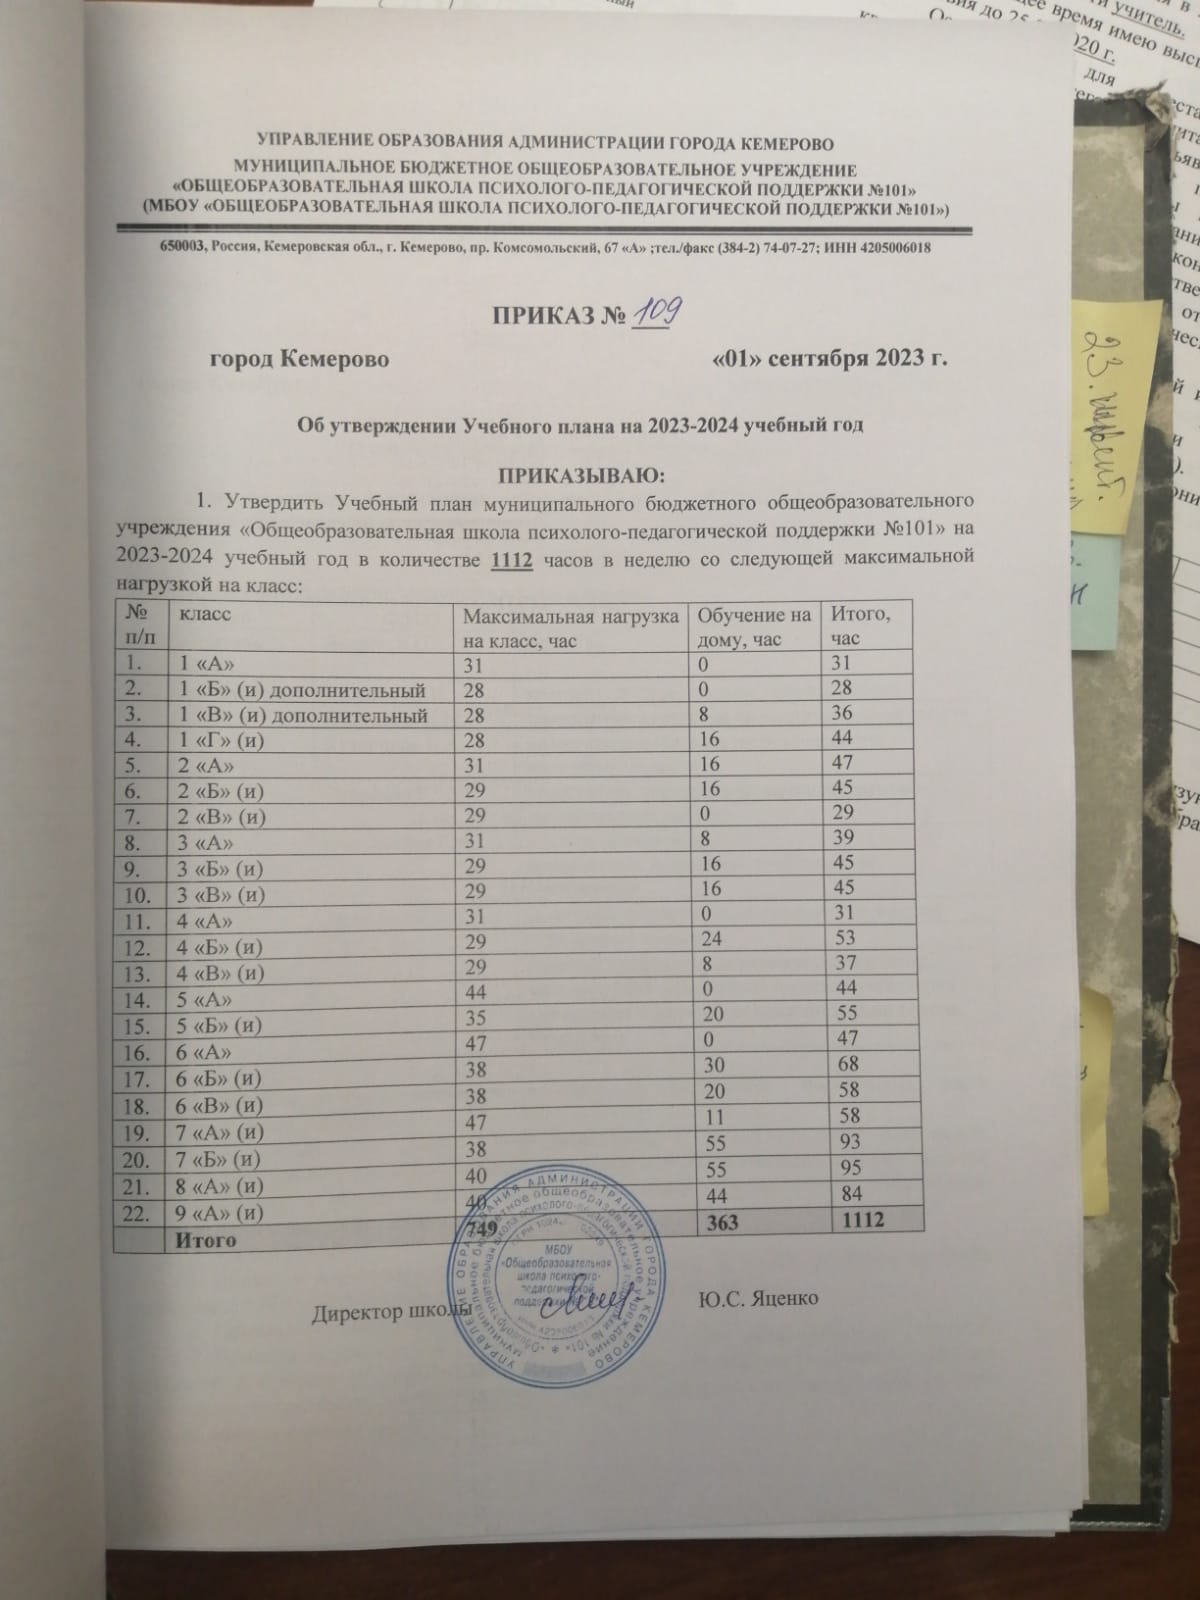 УПРАВЛЕНИЕ ОБРАЗОВАНИЯ АДМИНИСТРАЦИИ ГОРОДА КЕМЕРОВО
МУНИЦИПАЛЬНОЕ БЮДЖЕТНОЕ ОБЩЕОБРАЗОВАТЕЛЬНОЕ УЧРЕЖДЕНИЕ
«ОБЩЕОБРАЗОВАТЕЛЬНАЯ ШКОЛА ПСИХОЛОГО-ПЕДАГОГИЧЕСКОЙ ПОДДЕРЖКИ №101»
(МБОУ «ОБЩЕОБРАЗОВАТЕЛЬНАЯ ШКОЛА ПСИХОЛОГО-ПЕДАГОГИЧЕСКОЙ ПОДДЕРЖКИ №101»)
650003, Россия, Кемеровская обл., г. Кемерово, пр. Комсомольский, 67 «А» ;тел./факс (384-2) 74-07-27; ИНН 4205006018
ПРИКАЗ № 109
город Кемерово «01» сентября 2023 г.
Об утверждении Учебного плана на 2023-2024 учебный год
ПРИКАЗЫВАЮ:
1. Утвердить Учебный план муниципального бюджетного общеобразовательного
учреждения «Общеобразовательная школа психолого-педагогической поддержки №101» на
2023-2024 учебный год в количестве 1112 часов в неделю со следующей максимальной
нагрузкой на класс:
№ п/п класс Максимальная нагрузка на класс, час Обучение на дому, час Итого, час
1. 1 «А» 31 0 31
2. 1 «Б» (и) дополнительный 28 0 28
3. 1 «В» (и) дополнительный 28 8 36
4. 1 «Г» (и) 28 16 44
5. 2 «А» 31 16 47
6. 2 «Б» (и) 29 16 45
7. 2 «В» (и) 29 0 29
8. 3 «А» 31 8 39
9. 3 «Б» (и) 29 16 45
10. 3 «В» (и) 29 16 45
11. 4 «А» 31 0 31
12. 4 «Б» (и) 29 24 53
13. 4 «В» (и) 29 8 37
14. 5 «А» 44 0 44
15. 5 «Б» (и) 35 20 55
16. 6 «А» 47 0 47
17. 6 «Б» (и) 38 30 68
18. 6 «В» (и) 38 20 58
19. 7 «А» (и) 47 11 58
20. 7 «Б» (и) 38 55 93
21. 8 «А» (и) 40 55 95
22. 9 «А» (и) 40 44 84
Итого 749 363 1112
Директор школы Ю.С. Яценко
УПРАВЛЕНИЕ ОБРАЗОВАНИЯ АДМИНИСТРАЦИИ ГОРОДА КЕМЕРОВО
МБОУ
«Общеобразовательная
школа психолого-
педагогической
учитель.
время имею
для
23.